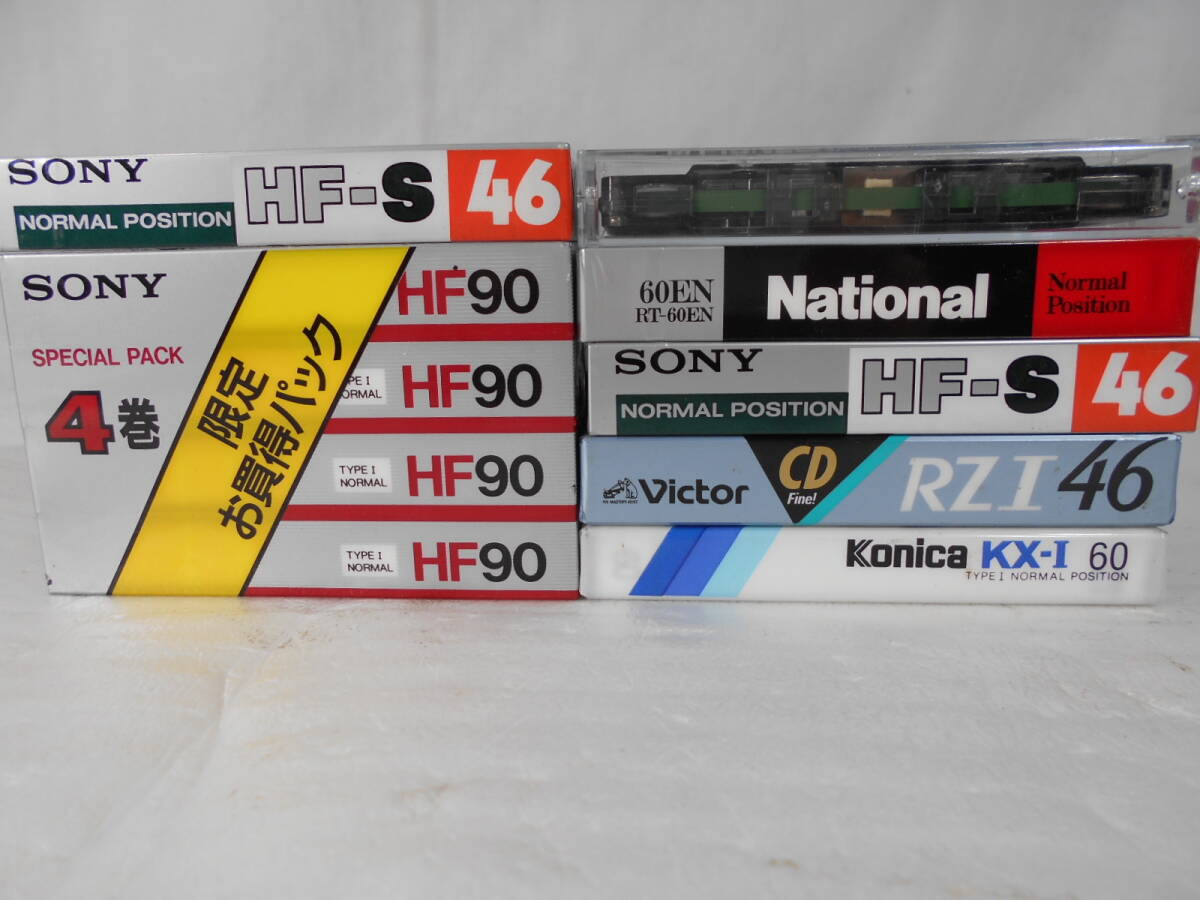 SONY
NORMAL POSITION
HF-S
46
SONY
SPECIAL PACK
4巻
限定
お買得パック
HF90
YPE I
ORMAL
HF90
TYPE I
NORMAL
HF90
TYPE I
NORMAL
HF90
60EN
RT-60EN
National
Normal
Position
SONY
NORMAL POSITION
HF-S
46
Victor
CD
Fine!
RZ I 46
Konica KX-I 60
TYPE I NORMAL POSITION